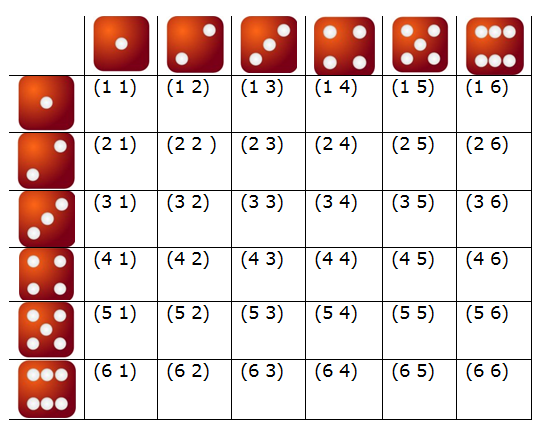 (1 1) (1 2) (1 3) (1 4) (1 5) (1 6)
(2 1) (2 2 ) (2 3) (2 4) (2 5) (2 6)
(3 1) (3 2) (3 3) (3 4) (3 5) (3 6)
(4 1) (4 2) (4 3) (4 4) (4 5) (4 6)
(5 1) (5 2) (5 3) (5 4) (5 5) (5 6)
(6 1) (6 2) (6 3) (6 4) (6 5) (6 6)